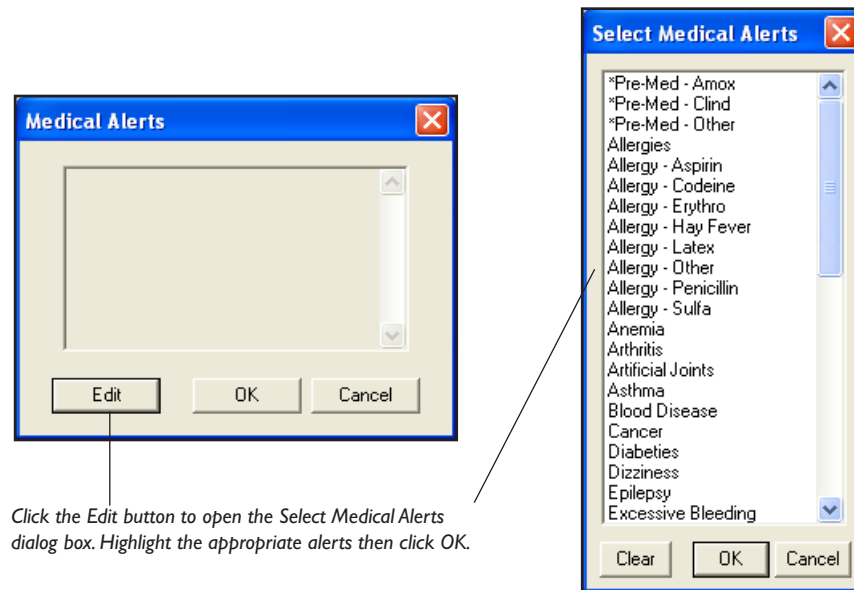 Medical Alerts
Edit
OK
Cancel
Click the Edit button to open the Select Medical Alerts
dialog box. Highlight the appropriate alerts then click OK.
Select Medical Alerts
*Pre-Med - Amox
*Pre-Med - Clind
*Pre-Med - Other
Allergies
Allergy - Aspirin
Allergy - Codeine
Allergy - Erythro
Allergy - Hay Fever
Allergy - Latex
Allergy - Other
Allergy - Penicillin
Allergy - Sulfa
Anemia
Arthritis
Artificial Joints
Asthma
Blood Disease
Cancer
Diabeties
Dizziness
Epilepsy
Excessive Bleeding
Clear
OK
Cancel